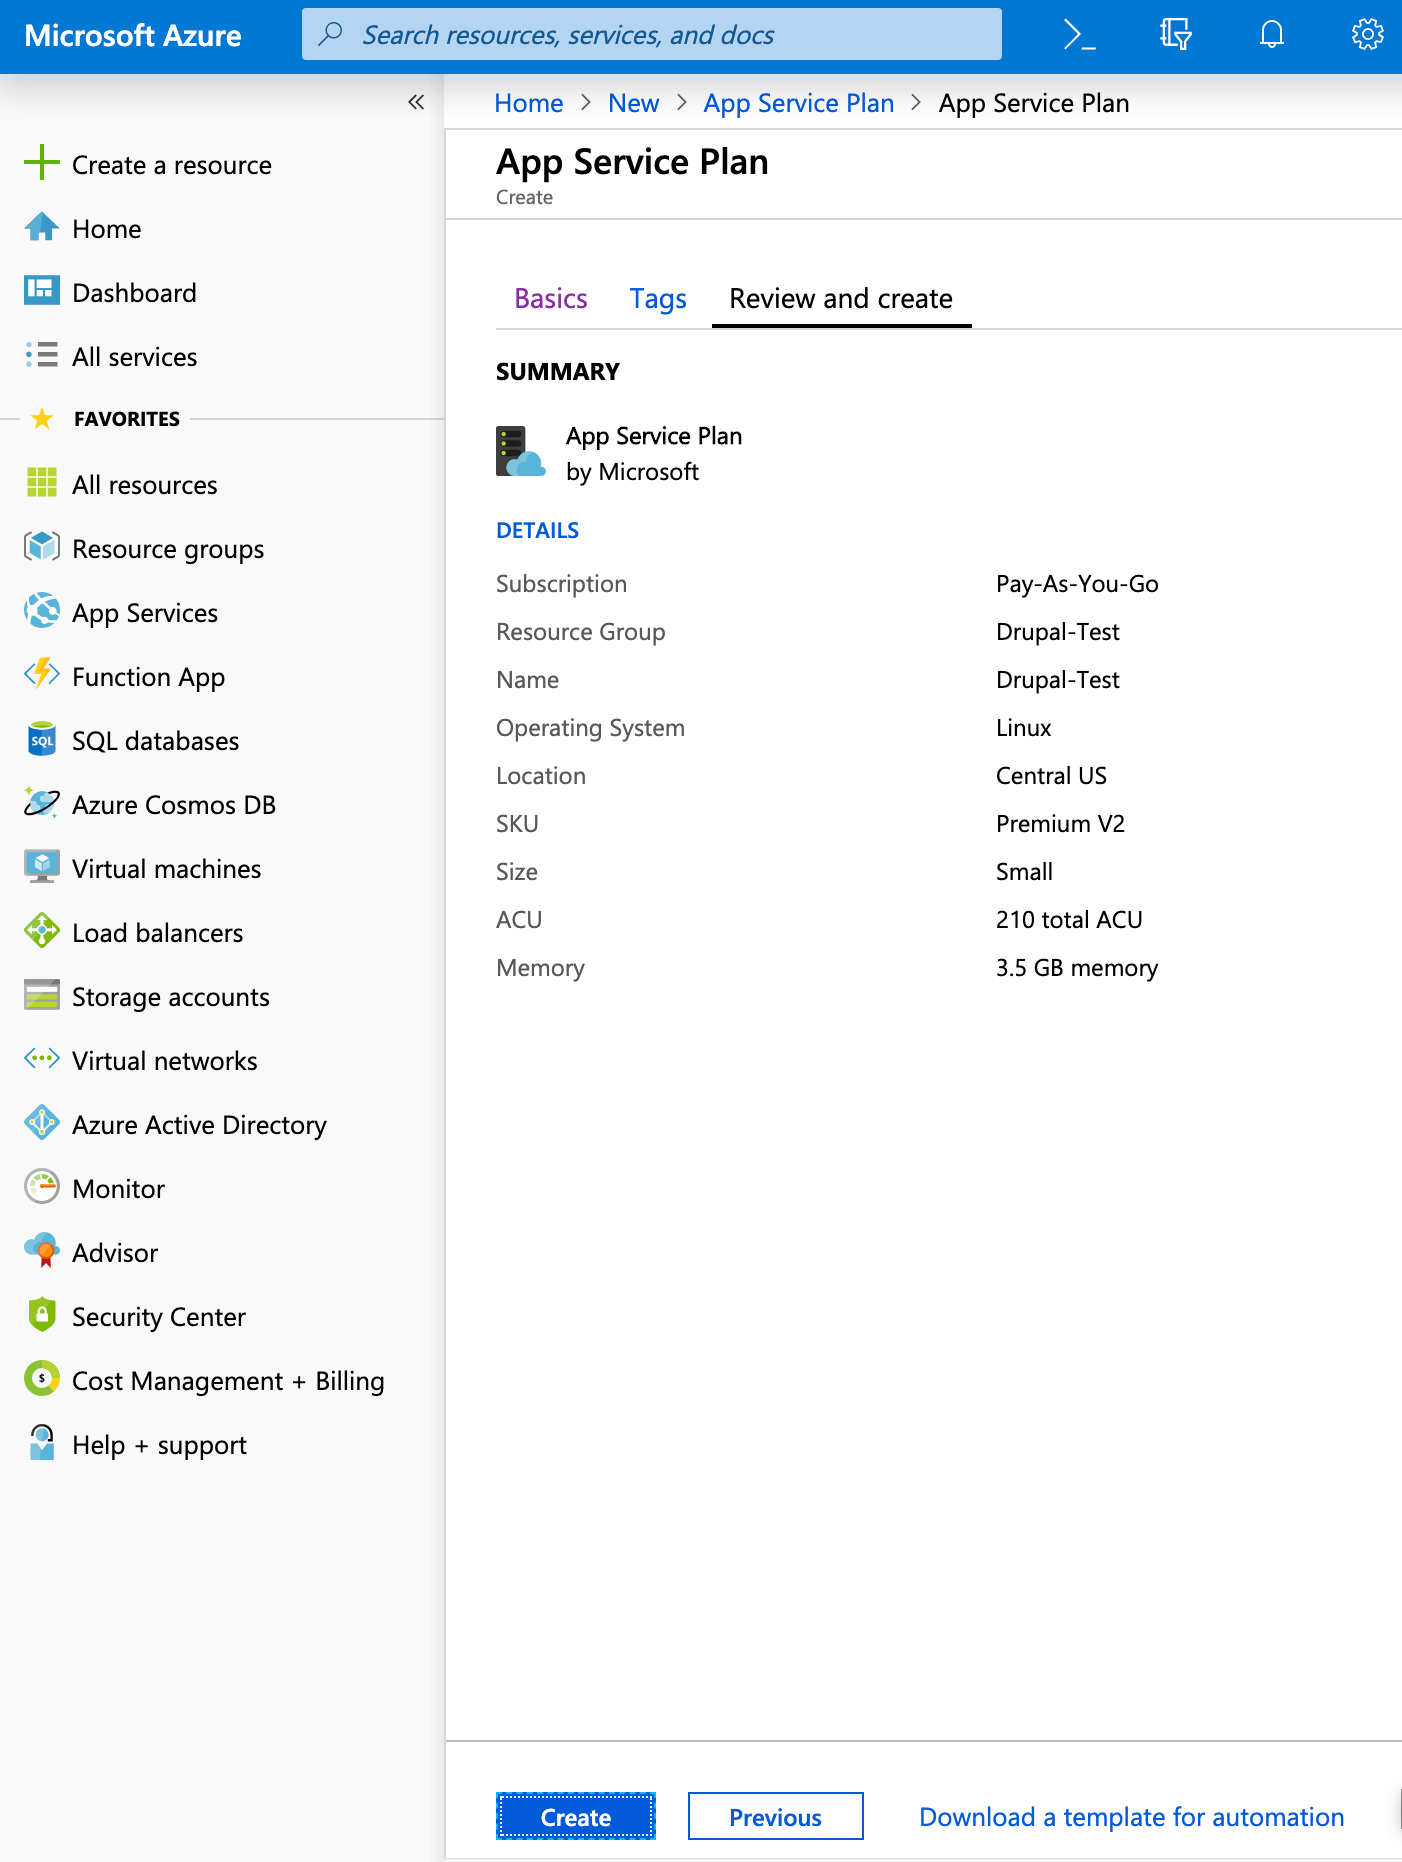 Microsoft Azure
Search resources, services, and docs
Home > New > App Service Plan > App Service Plan
Create a resource
Home
Dashboard
All services
FAVORITES
All resources
Resource groups
App Services
Function App
SQL
SQL databases
Azure Cosmos DB
Virtual machines
Load balancers
Storage accounts
Virtual networks
Azure Active Directory
Monitor
Advisor
Security Center
$
Cost Management + Billing
Help + support
App Service Plan
Create
Basics Tags Review and create
SUMMARY
App Service Plan
by Microsoft
DETAILS
Subscription Pay-As-You-Go
Resource Group Drupal-Test
Name Drupal-Test
Operating System Linux
Location Central US
SKU Premium V2
Size Small
ACU 210 total ACU
Memory 3.5 GB memory
Create Previous Download a template for automation